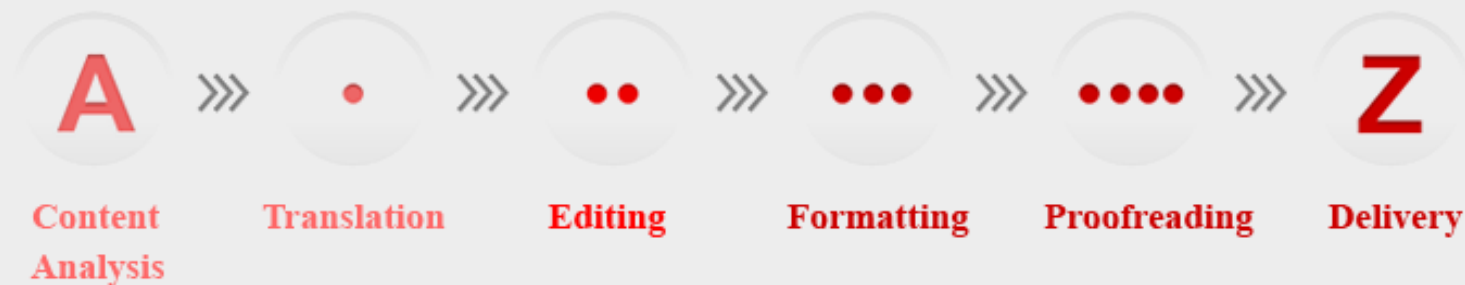 A
Z
Content Analysis
Translation
Editing
Formatting
Proofreading
Delivery